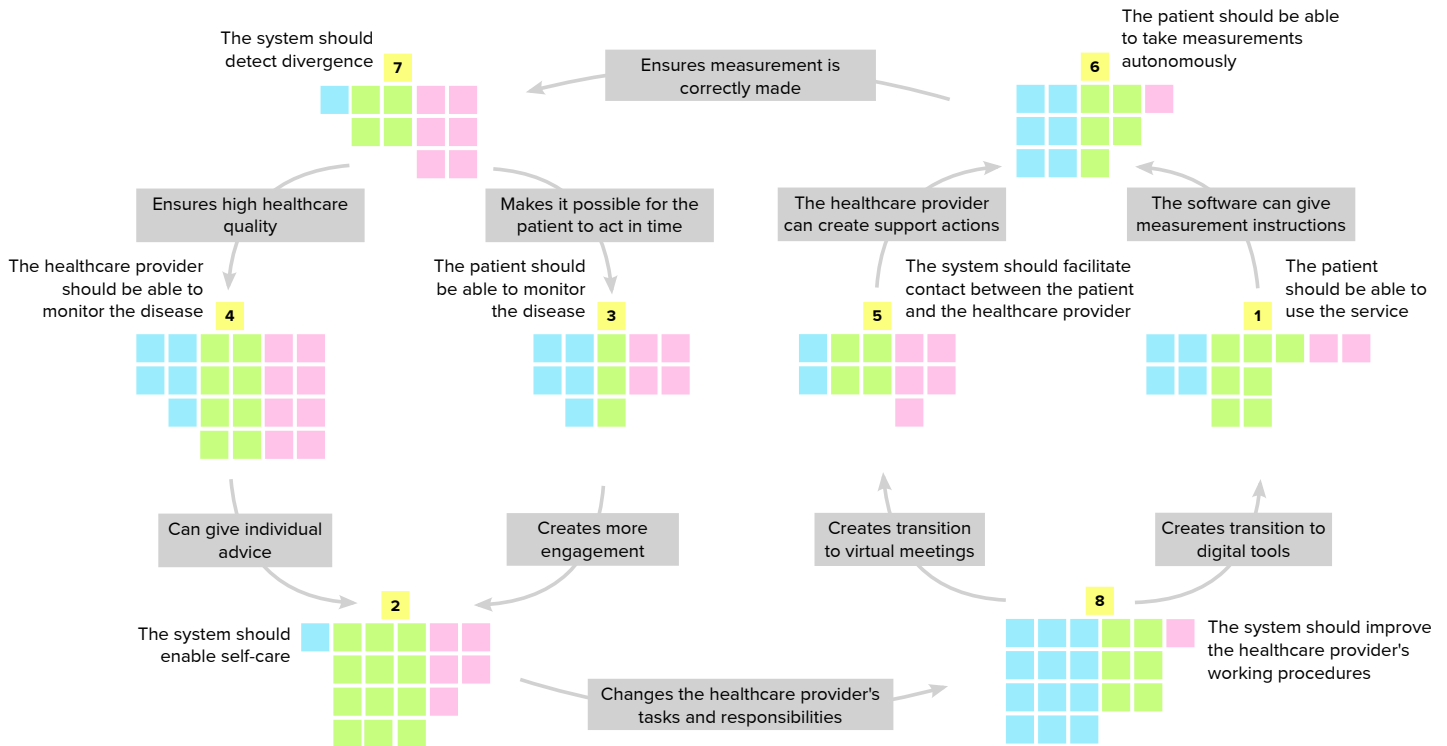 The patient should be able
to take measurements
autonomously
The system should
detect divergence
7
6
Ensures measurement is
correctly made
Ensures high healthcare
quality
Makes it possible for the
patient to act in time
The healthcare provider
can create support actions
The software can give
measurement instructions
The healthcare provider
should be able to
monitor the disease
4
The patient should
be able to monitor
the disease
3
5
The system should facilitate
contact between the patient
and the healthcare provider
1
The patient
should be able to
use the service
Can give individual
advice
Creates more
engagement
Creates transition
to virtual meetings
Creates transition to
digital tools
2
The system should
enable self-care
8
The system should improve
the healthcare provider's
working procedures
Changes the healthcare provider's
tasks and responsibilities